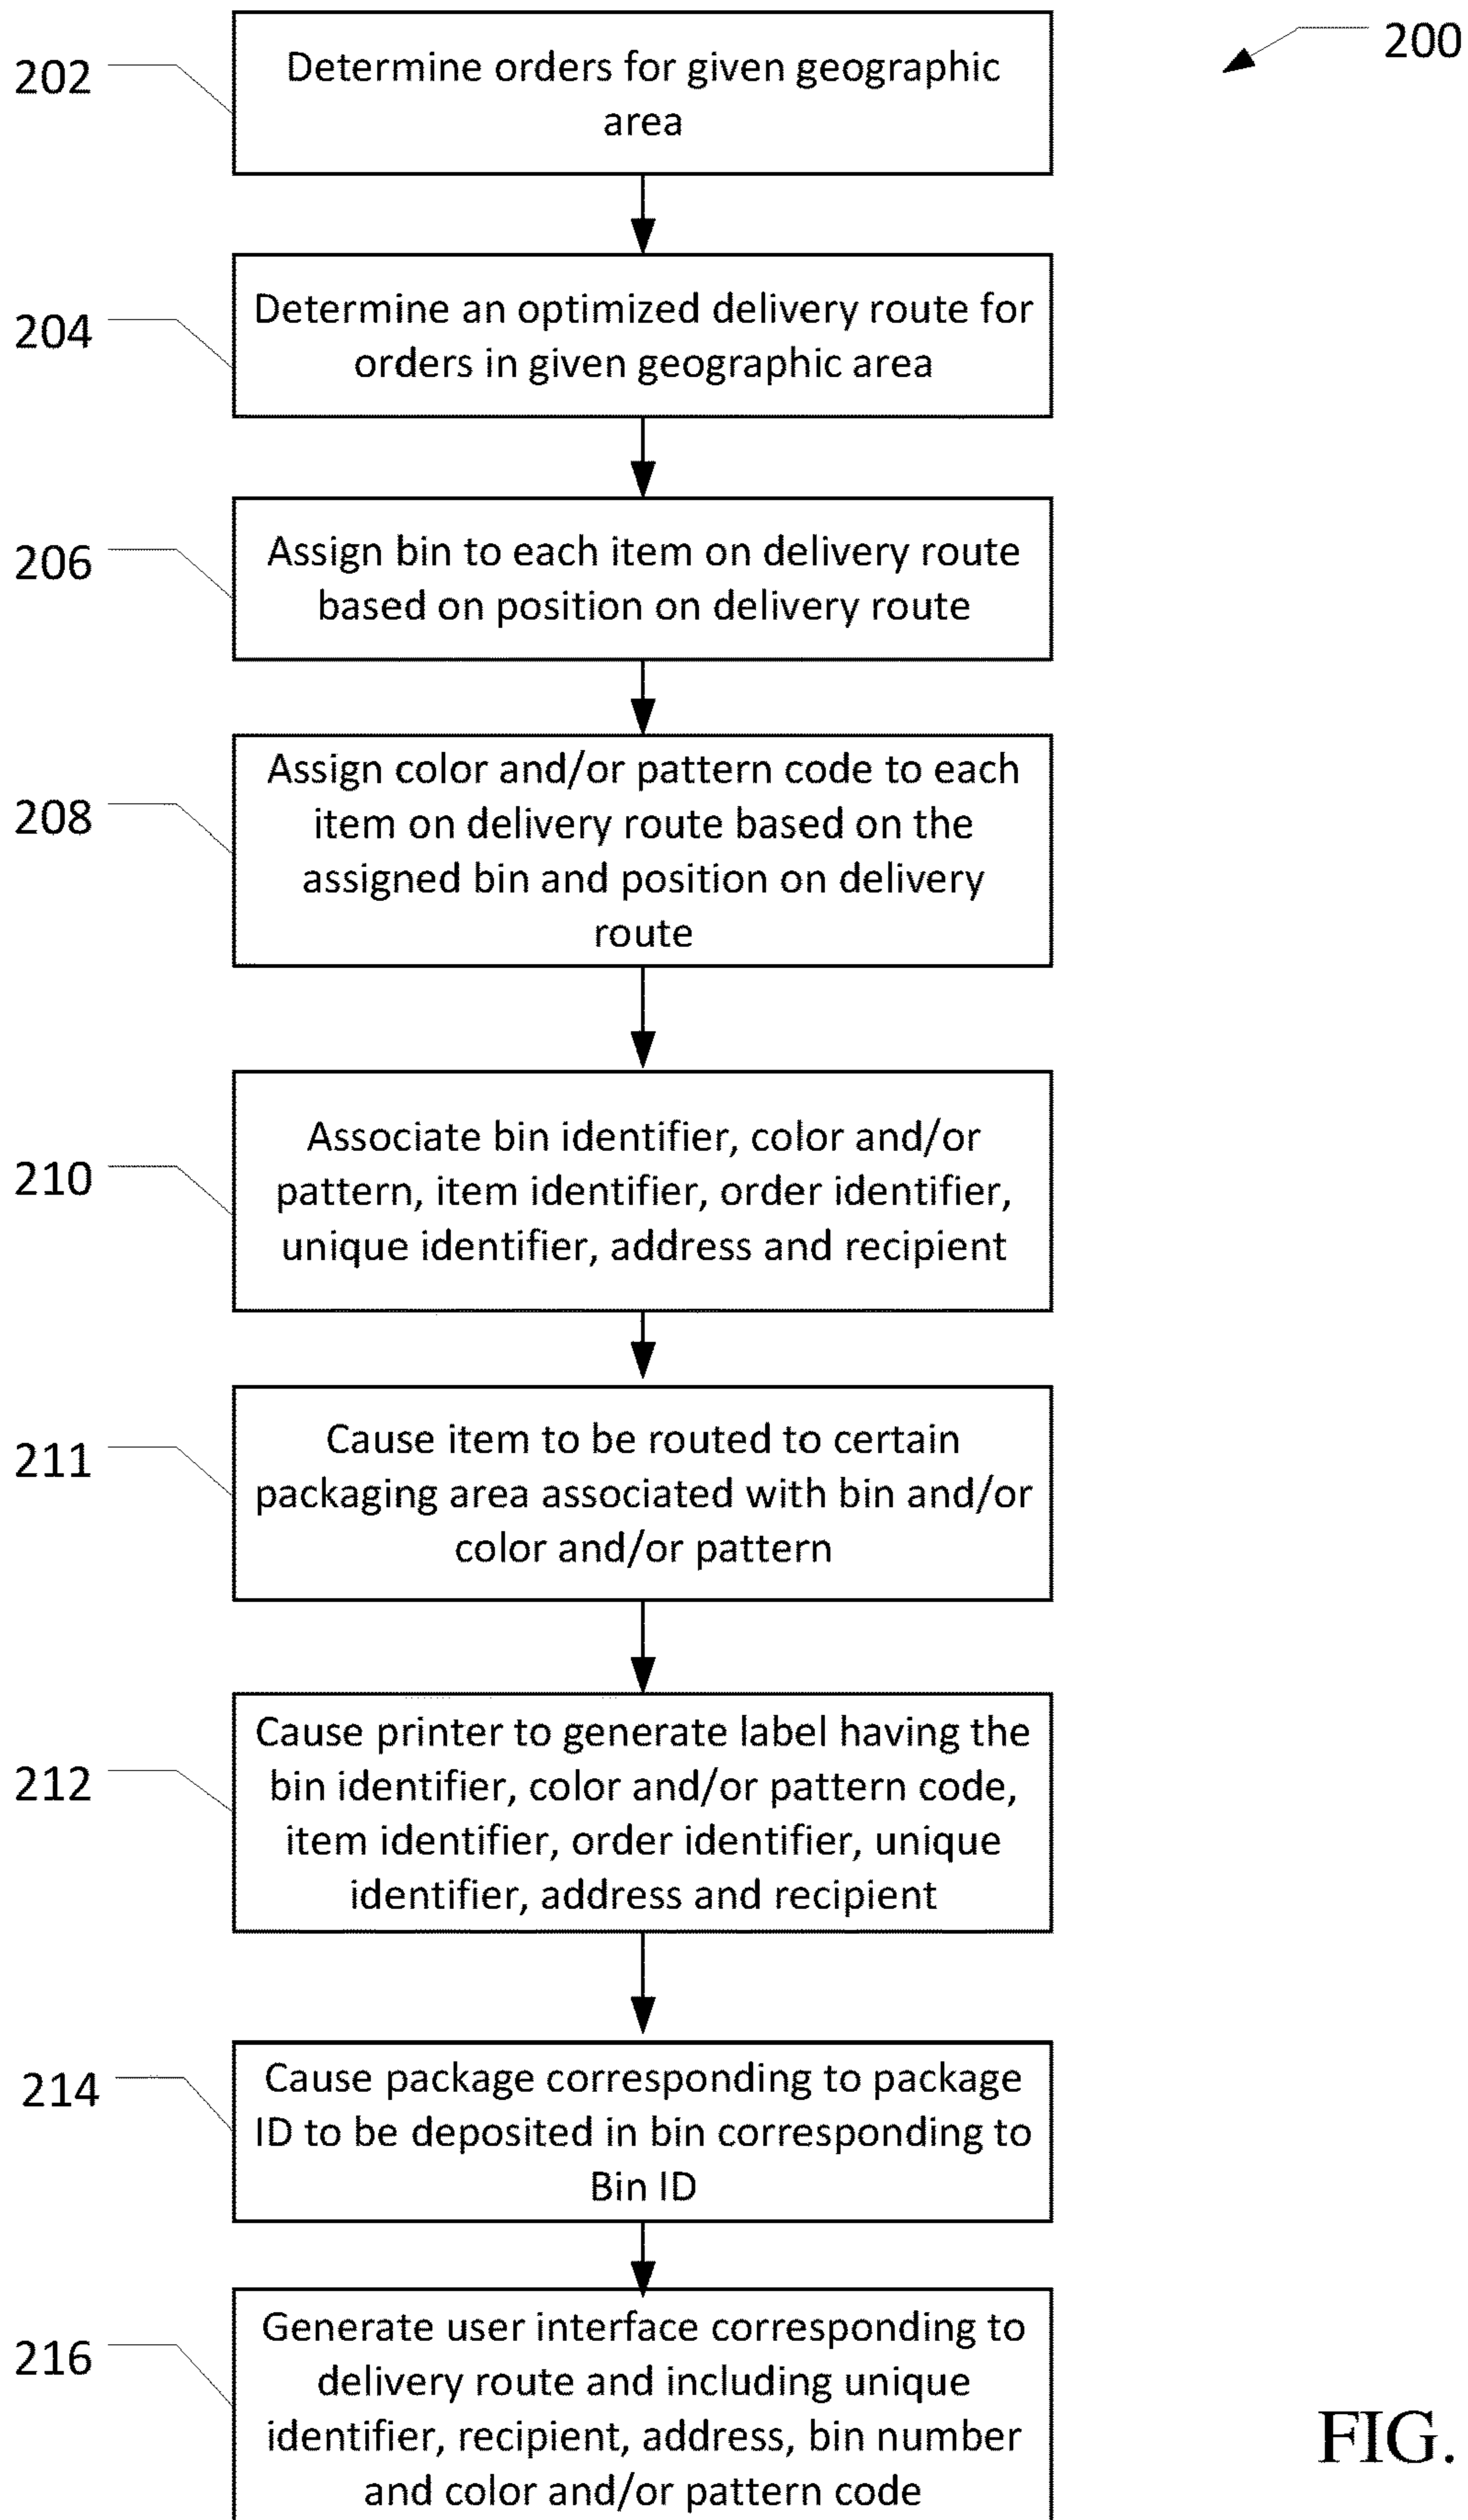 200
202
Determine orders for given geographic
area
204
Determine an optimized delivery route for
orders in given geographic area
206
Assign bin to each item on delivery route
based on position on delivery route
208
Assign color and/or pattern code to each
item on delivery route based on the
assigned bin and position on delivery
route
210
Associate bin identifier, color and/or
pattern, item identifier, order identifier,
unique identifier, address and recipient
211
Cause item to be routed to certain
packaging area associated with bin and/or
color and/or pattern
212
Cause printer to generate label having the
bin identifier, color and/or pattern code,
item identifier, order identifier, unique
identifier, address and recipient
214
Cause package corresponding to package
ID to be deposited in bin corresponding to
Bin ID
216
Generate user interface corresponding to
delivery route and including unique
identifier, recipient, address, bin number
and color and/or pattern code
FIG.